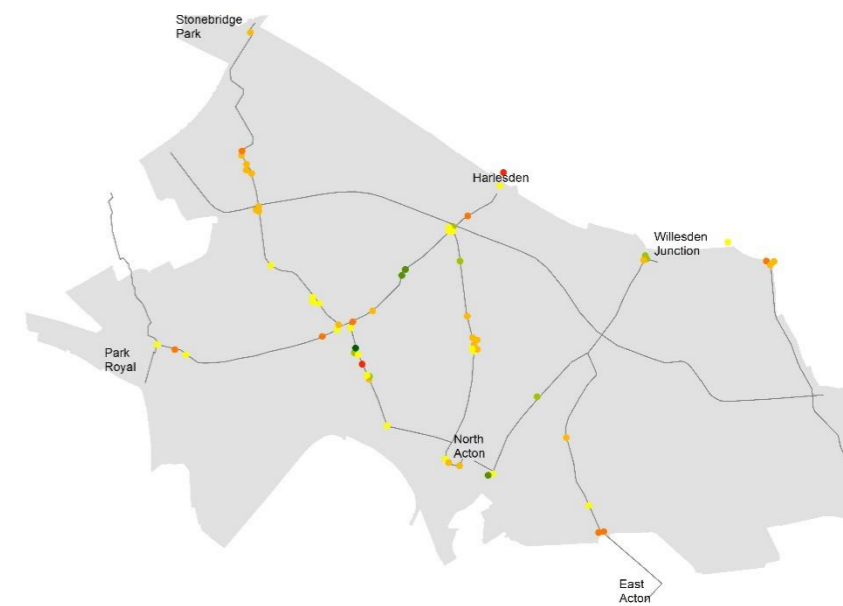 Stonebridge
Park
Harlesden
Willesden
Junction
Park
Royal
North
Acton
East
Acton